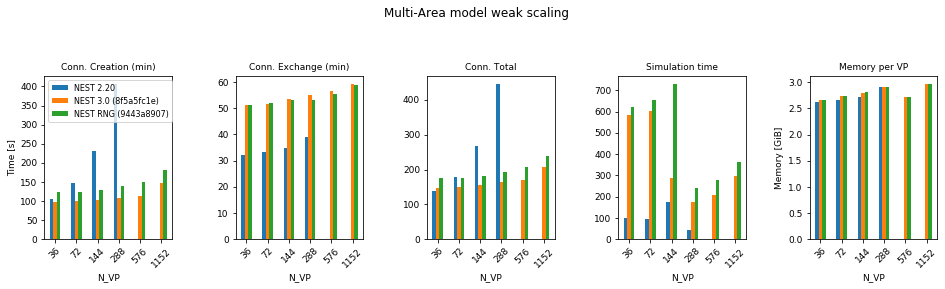 Multi-Area model weak scaling
Conn. Creation (min)
Time [s]
400
350
300
250
200
150
100
50
0
NEST 2.20
NEST 3.0 (8f5a5fc1e)
NEST RNG (9443a8907)
36 72 144 288 576 1152
N_VP
Conn. Exchange (min)
60
50
40
30
20
10
0
36 72 144 288 576 1152
N_VP
Conn. Total
400
300
200
100
0
36 72 144 288 576 1152
N_VP
Simulation time
700
600
500
400
300
200
100
0
36 72 144 288 576 1152
N_VP
Memory per VP
Memory [GiB]
3.0
2.5
2.0
1.5
1.0
0.5
0.0
36 72 144 288 576 1152
N_VP